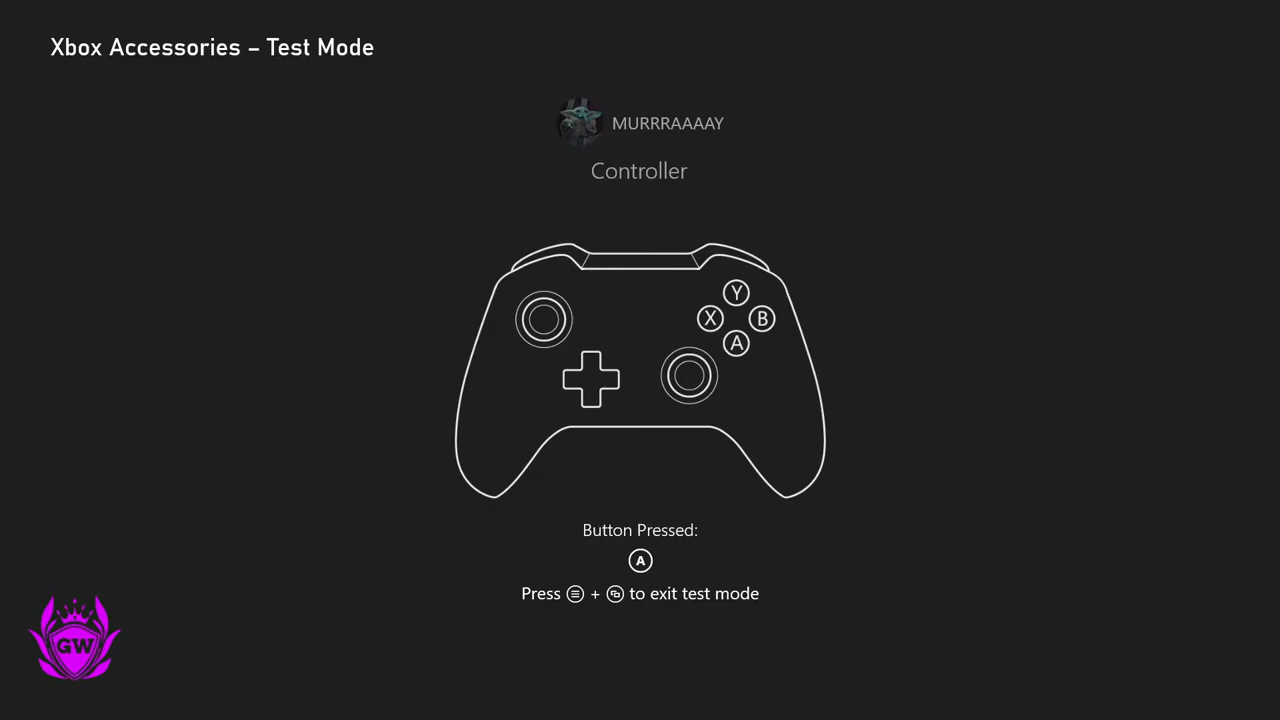 Xbox Accessories – Test Mode
MURRRAAAAY
Controller
Y
X B
A
Button Pressed:
A
Press + to exit test mode
GW